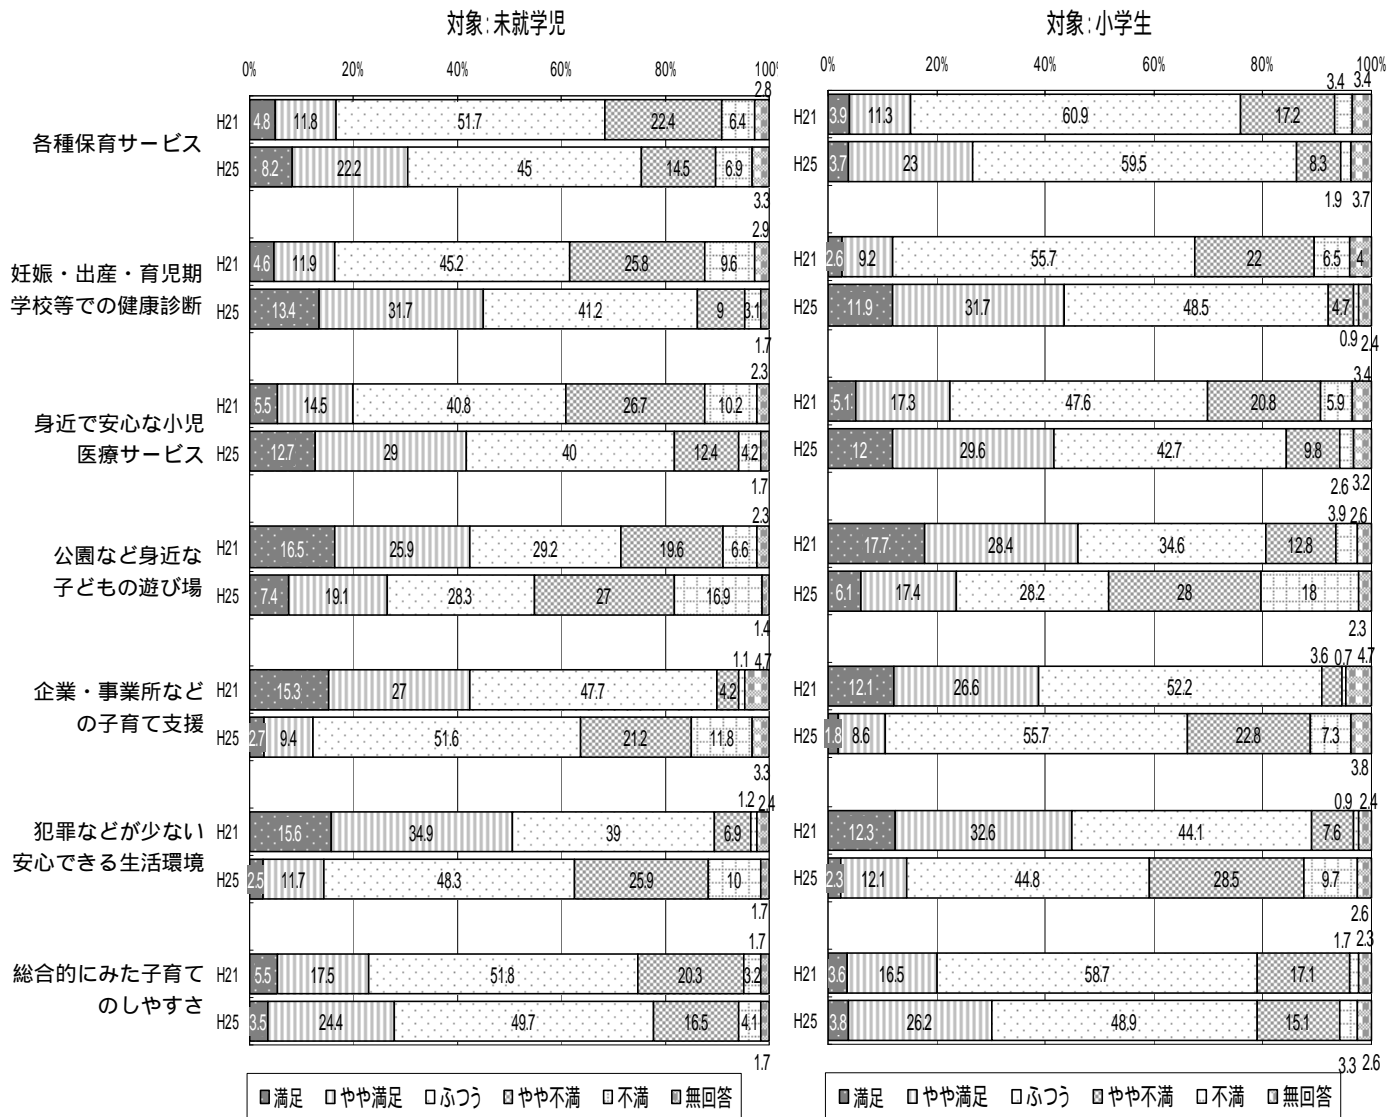 対象：未就学児
対象：小学生
0% 20% 40% 60% 80% 100%
0% 20% 40% 60% 80% 100%
2.8
3.4 3.4
各種保育サービス
H21 4.8 11.8 51.7 22.4 6.4
H21 3.9 11.3 60.9 17.2
H25 8.2 22.2 45 14.5 6.9
H25 3.7 23 59.5 8.3
3.3
1.9 3.7
2.9
妊娠・出産・育児期
学校等での健康診断
H21 4.6 11.9 45.2 25.8 9.6
H21 2.6 9.2 55.7 22 6.5 4
H25 13.4 31.7 41.2 9 3.1
H25 11.9 31.7 48.5 4.7
1.7
0.9 2.4
2.3
3.4
身近で安心な小児
医療サービス
H21 5.5 14.5 40.8 26.7 10.2
H21 5.1 17.3 47.6 20.8 5.9
H25 12.7 29 40 12.4 4.2
H25 12 29.6 42.7 9.8
1.7
2.6 3.2
2.3
3.9 2.6
公園など身近な
子どもの遊び場
H21 16.5 25.9 29.2 19.6 6.6
H21 17.7 28.4 34.6 12.8
H25 7.4 19.1 28.3 27 16.9
H25 6.1 17.4 28.2 28 18
1.4
2.3
1.1 4.7
3.6 0.7 4.7
企業・事業所など
の子育て支援
H21 15.3 27 47.7 4.2
H21 12.1 26.6 52.2
H25 2.7 9.4 51.6 21.2 11.8
H25 1.8 8.6 55.7 22.8 7.3
3.3
3.8
1.2 2.4
0.9 2.4
犯罪などが少ない
安心できる生活環境
H21 15.6 34.9 39 6.9
H21 12.3 32.6 44.1 7.6
H25 2.5 11.7 48.3 25.9 10
H25 2.3 12.1 44.8 28.5 9.7
1.7
2.6
1.7
1.7 2.3
総合的にみた子育て
のしやすさ
H21 5.5 17.5 51.8 20.3 3.2
H21 3.6 16.5 58.7 17.1
H25 3.5 24.4 49.7 16.5 4.1
H25 3.8 26.2 48.9 15.1
1.7
3.3 2.6
満足 やや満足 ふつう やや不満 不満 無回答
満足 やや満足 ふつう やや不満 不満 無回答